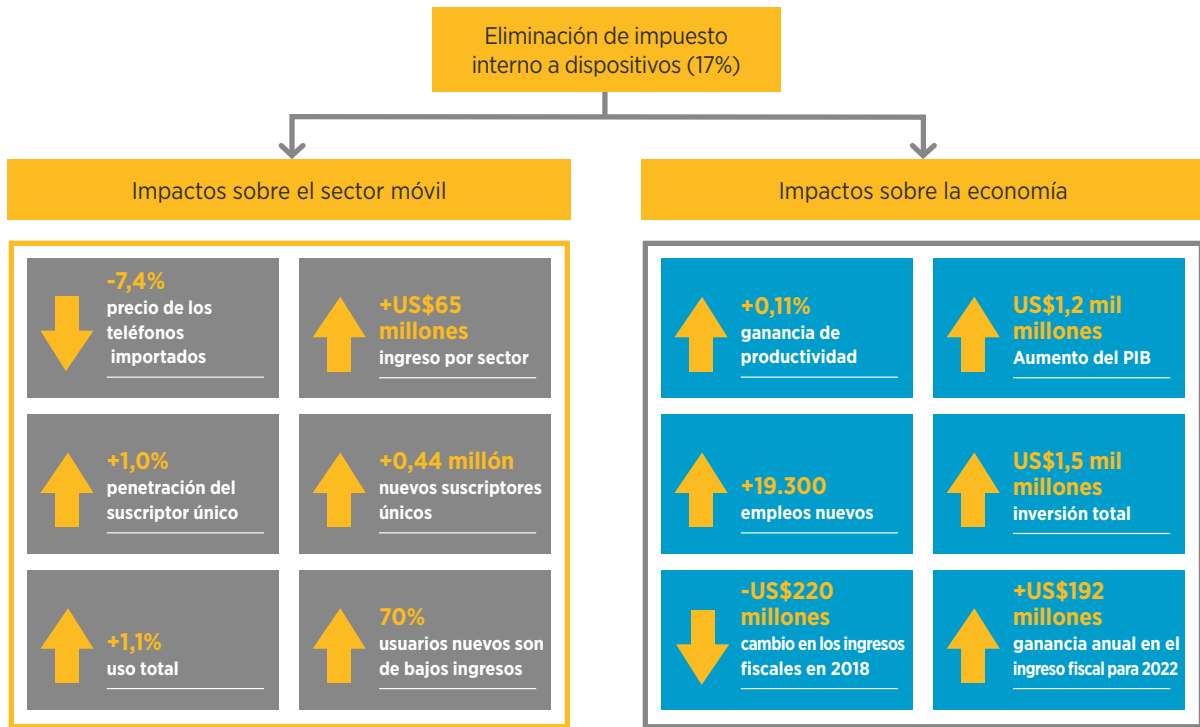 Eliminación de impuesto
interno a dispositivos (17%)
Impactos sobre el sector móvil
-7,4%
precio de los
teléfonos
importados
+US$65
millones
ingreso por sector
+1,0%
penetración del
suscriptor único
+0,44 millón
nuevos suscriptores
únicos
+1,1%
uso total
70%
usuarios nuevos son
de bajos ingresos
Impactos sobre la economía
+0,11%
ganancia de
productividad
US$1,2 mil
millones
Aumento del PIB
+19.300
empleos nuevos
US$1,5 mil
millones
inversión total
-US$220
millones
cambio en los ingresos
fiscales en 2018
+US$192
millones
ganancia anual en el
ingreso fiscal para 2022